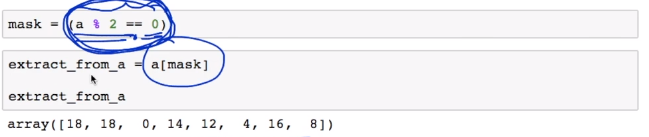 mask = (a % 2 == 0)
extract_from_a = a[mask]
extract_from_a
array([18, 18,  0, 14, 12,  4, 16,  8])